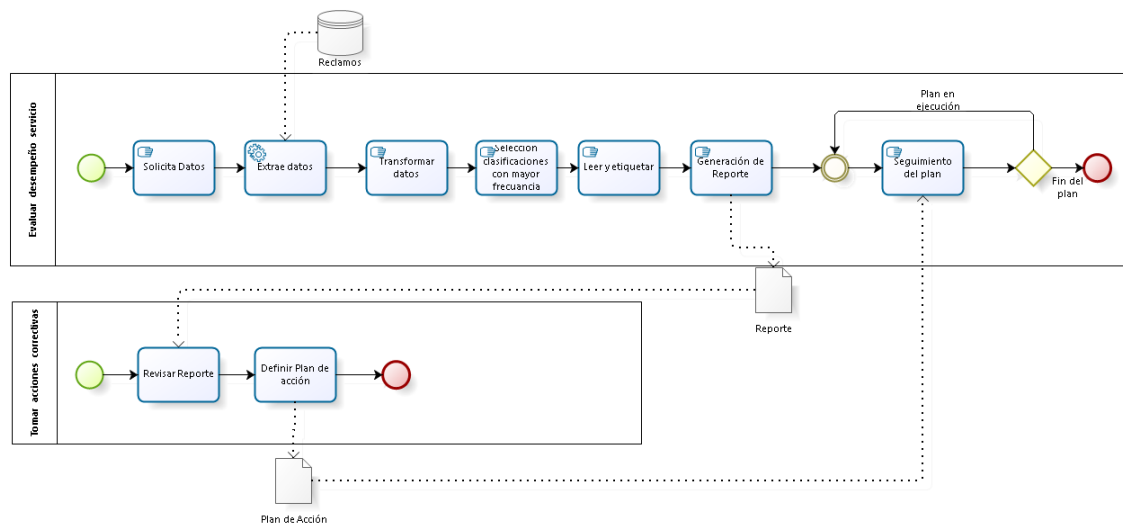 Reclamos
Evaluar desempeño servicio
Solicita Datos
Extrae datos
Transformar
datos
Seleccion
clasificaciones
con mayor
frecuancia
Leer y etiquetar
Generación de
Reporte
Plan en
ejecución
Seguimiento
del plan
Fin del
plan
Reporte
Tomar acciones correctivas
Revisar Reporte
Definir Plan de
acción
Plan de Acción